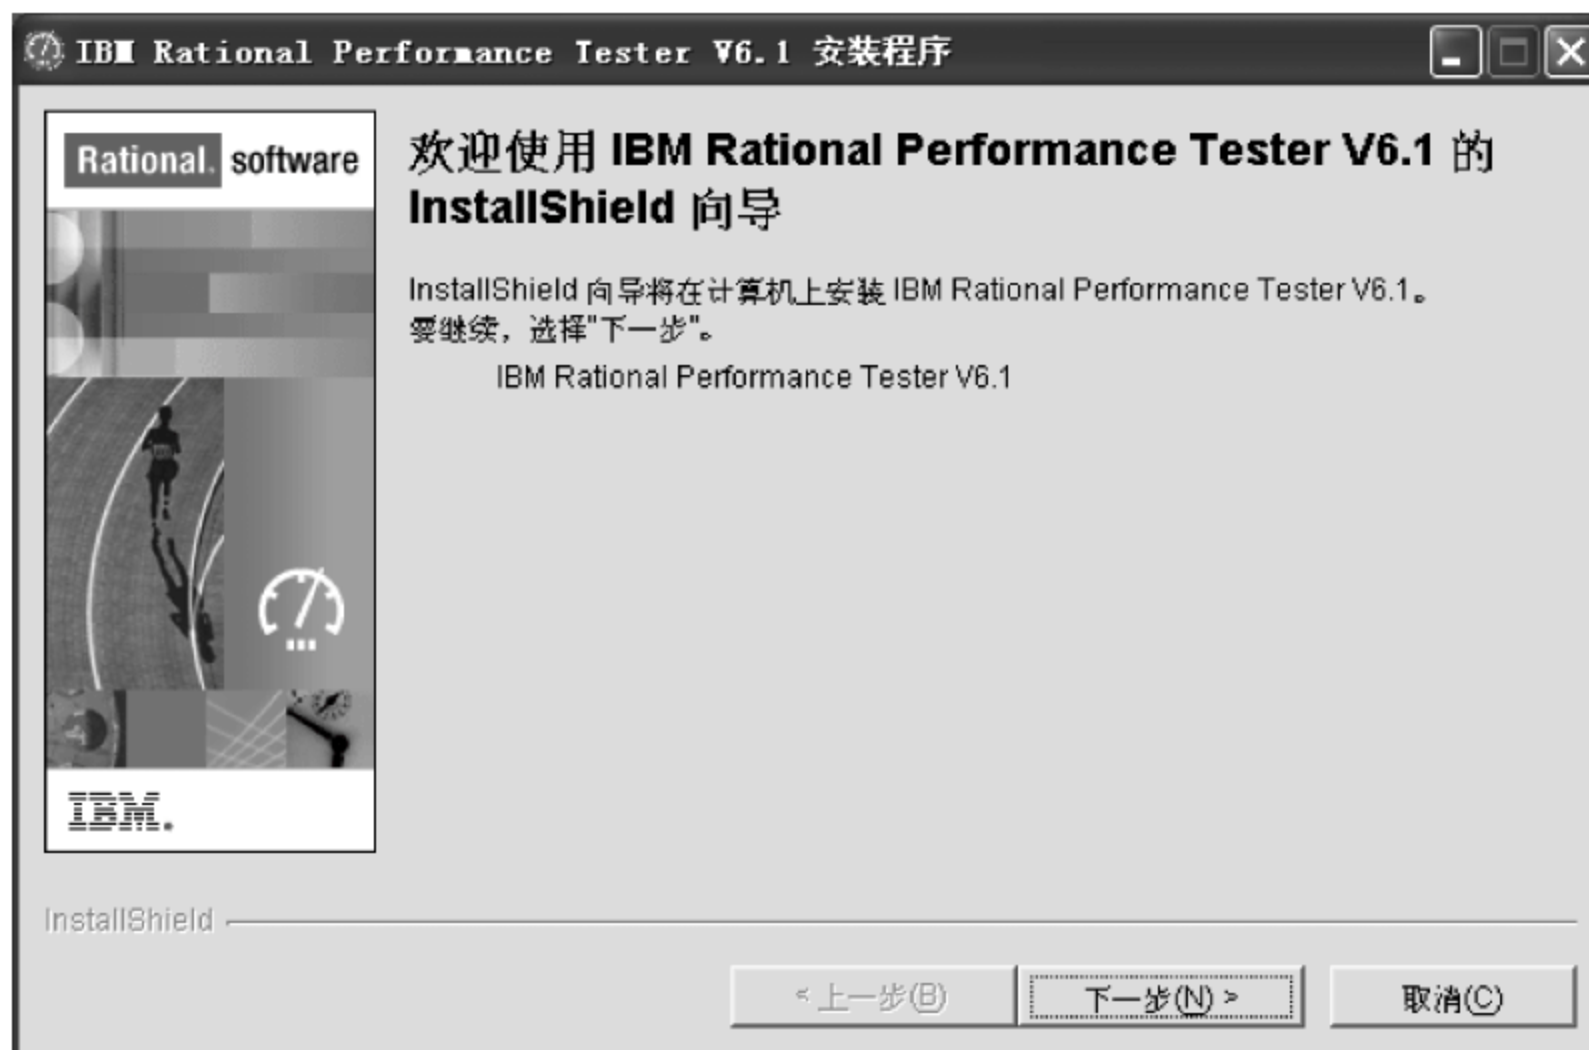 IBM Rational Performance Tester V6.1 安装程序
Rational. software
欢迎使用 IBM Rational Performance Tester V6.1 的
InstallShield 向导
InstallShield 向导将在计算机上安装 IBM Rational Performance Tester V6.1。
要继续，选择"下一步"。
IBM Rational Performance Tester V6.1
IBM.
InstallShield
< 上一步(B)
下一步(N) >
取消(C)